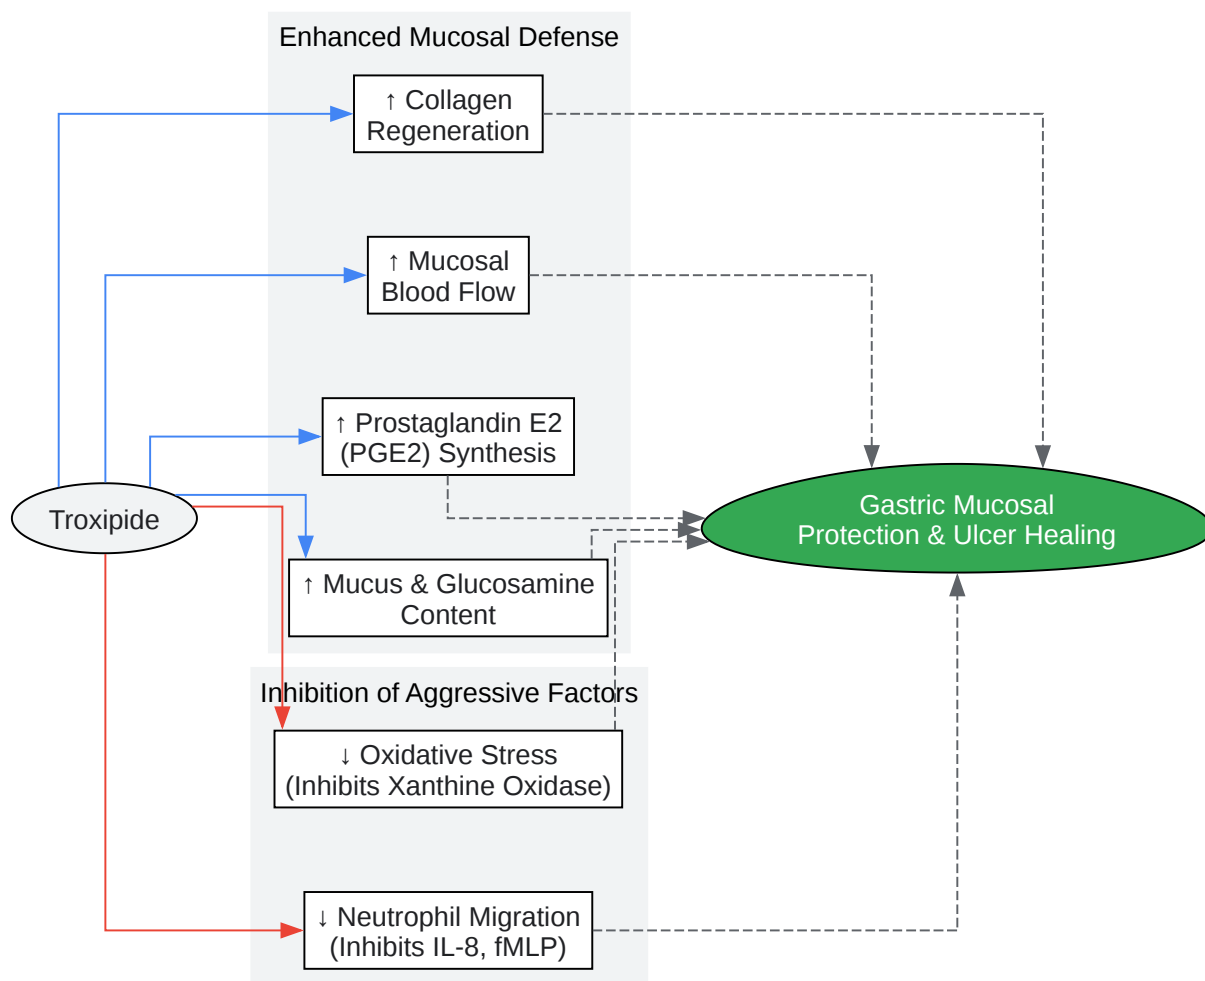 Enhanced Mucosal Defense
↑ Collagen
Regeneration
↑ Mucosal
Blood Flow
↑ Prostaglandin E2
(PGE2) Synthesis
Troxipide
Gastric Mucosal
Protection & Ulcer Healing
↑ Mucus & Glucosamine
Content
Inhibition of Aggressive Factors
↓ Oxidative Stress
(Inhibits Xanthine Oxidase)
↓ Neutrophil Migration
(Inhibits IL-8, fMLP)